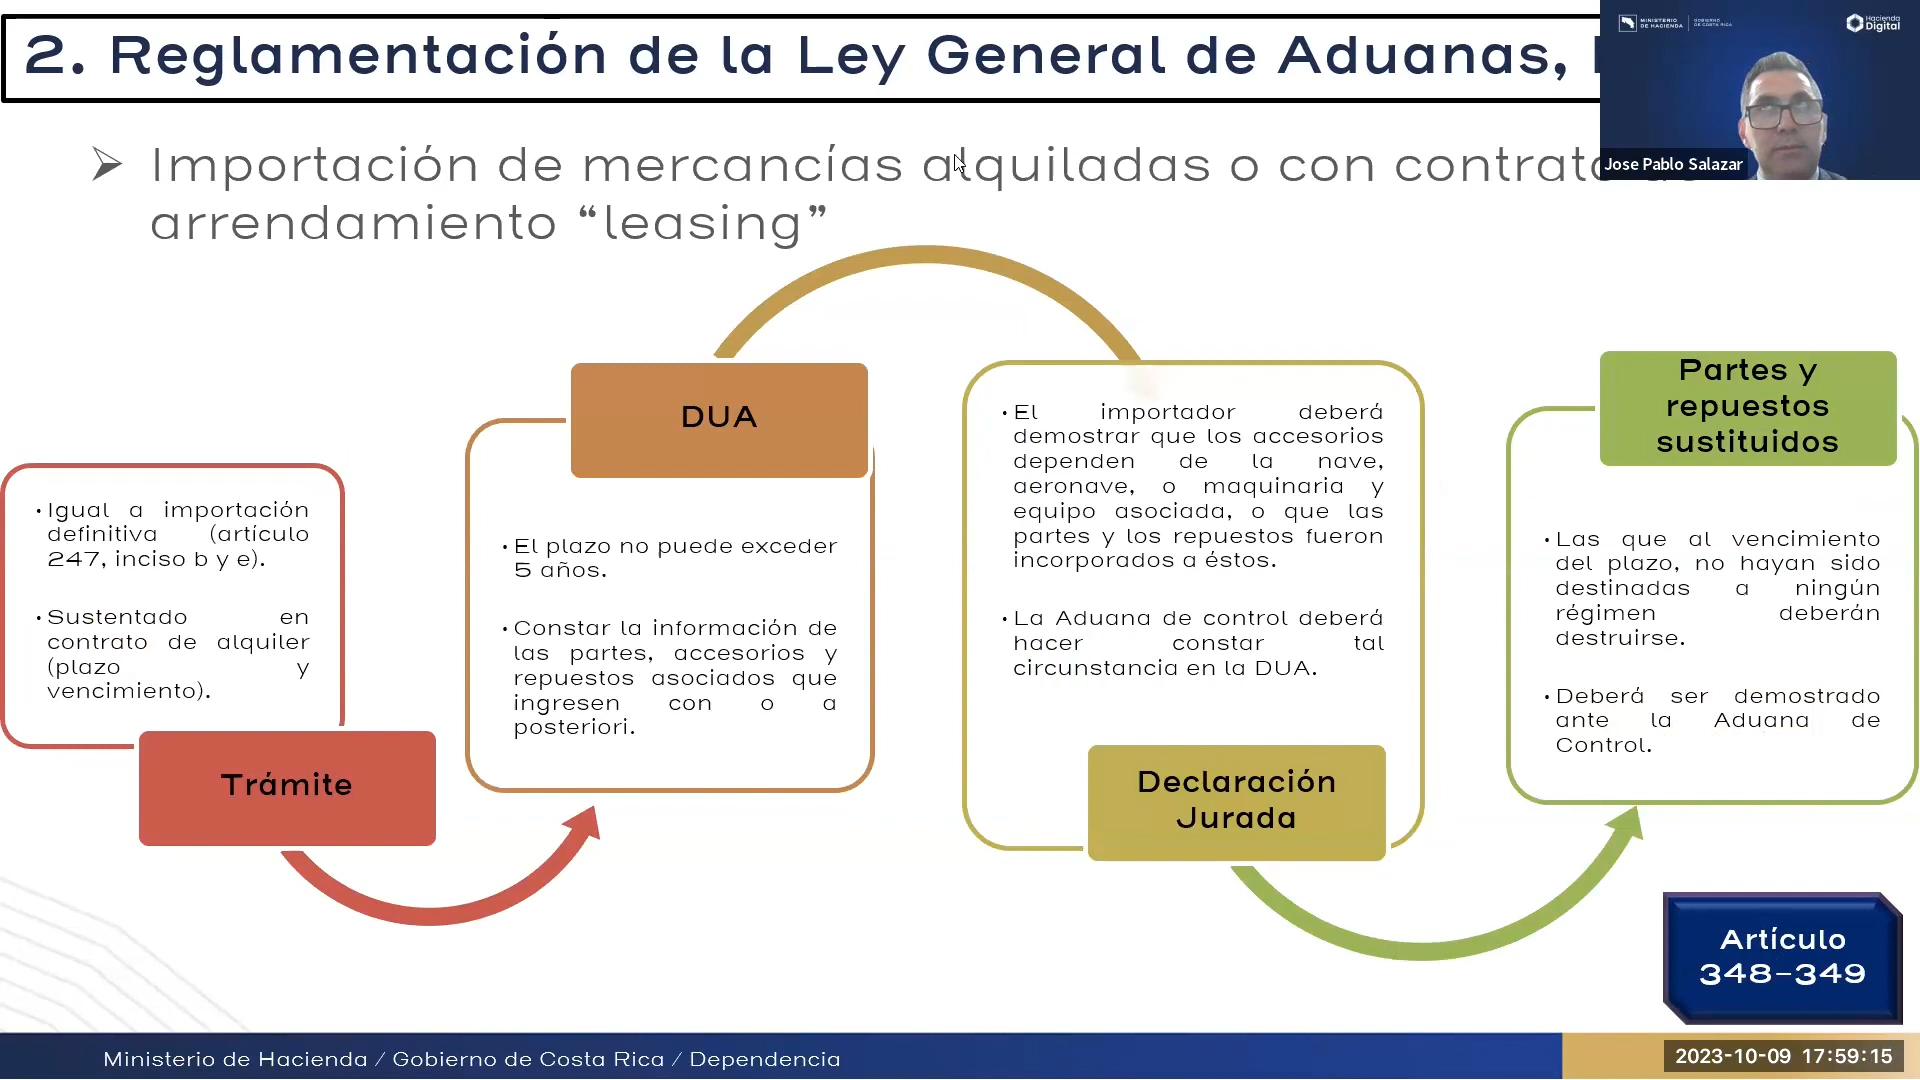 2. Reglamentación de la Ley General de Aduanas,
MINISTERIO DE HACIENDA
GOBIERNO DE COSTA RICA
Hacienda Digital
Jose Pablo Salazar
➢ Importación de mercancías alquiladas o con contrato
arrendamiento “leasing”
• Igual a importación
definitiva (artículo
247, inciso b y e).
• Sustentado en
contrato de alquiler
(plazo y
vencimiento).
Trámite
DUA
• El plazo no puede exceder
5 años.
• Constar la información de
las partes, accesorios y
repuestos asociados que
ingresen con o a
posteriori.
• El importador deberá
demostrar que los accesorios
dependen de la nave,
aeronave, o maquinaria y
equipo asociada, o que las
partes y los repuestos fueron
incorporados a éstos.
• La Aduana de control deberá
hacer constar tal
circunstancia en la DUA.
Declaración
Jurada
Partes y
repuestos
sustituidos
• Las que al vencimiento
del plazo, no hayan sido
destinadas a ningún
régimen deberán
destruirse.
• Deberá ser demostrado
ante la Aduana de
Control.
Artículo
348-349
Ministerio de Hacienda / Gobierno de Costa Rica / Dependencia
2023-10-09 17:59:15